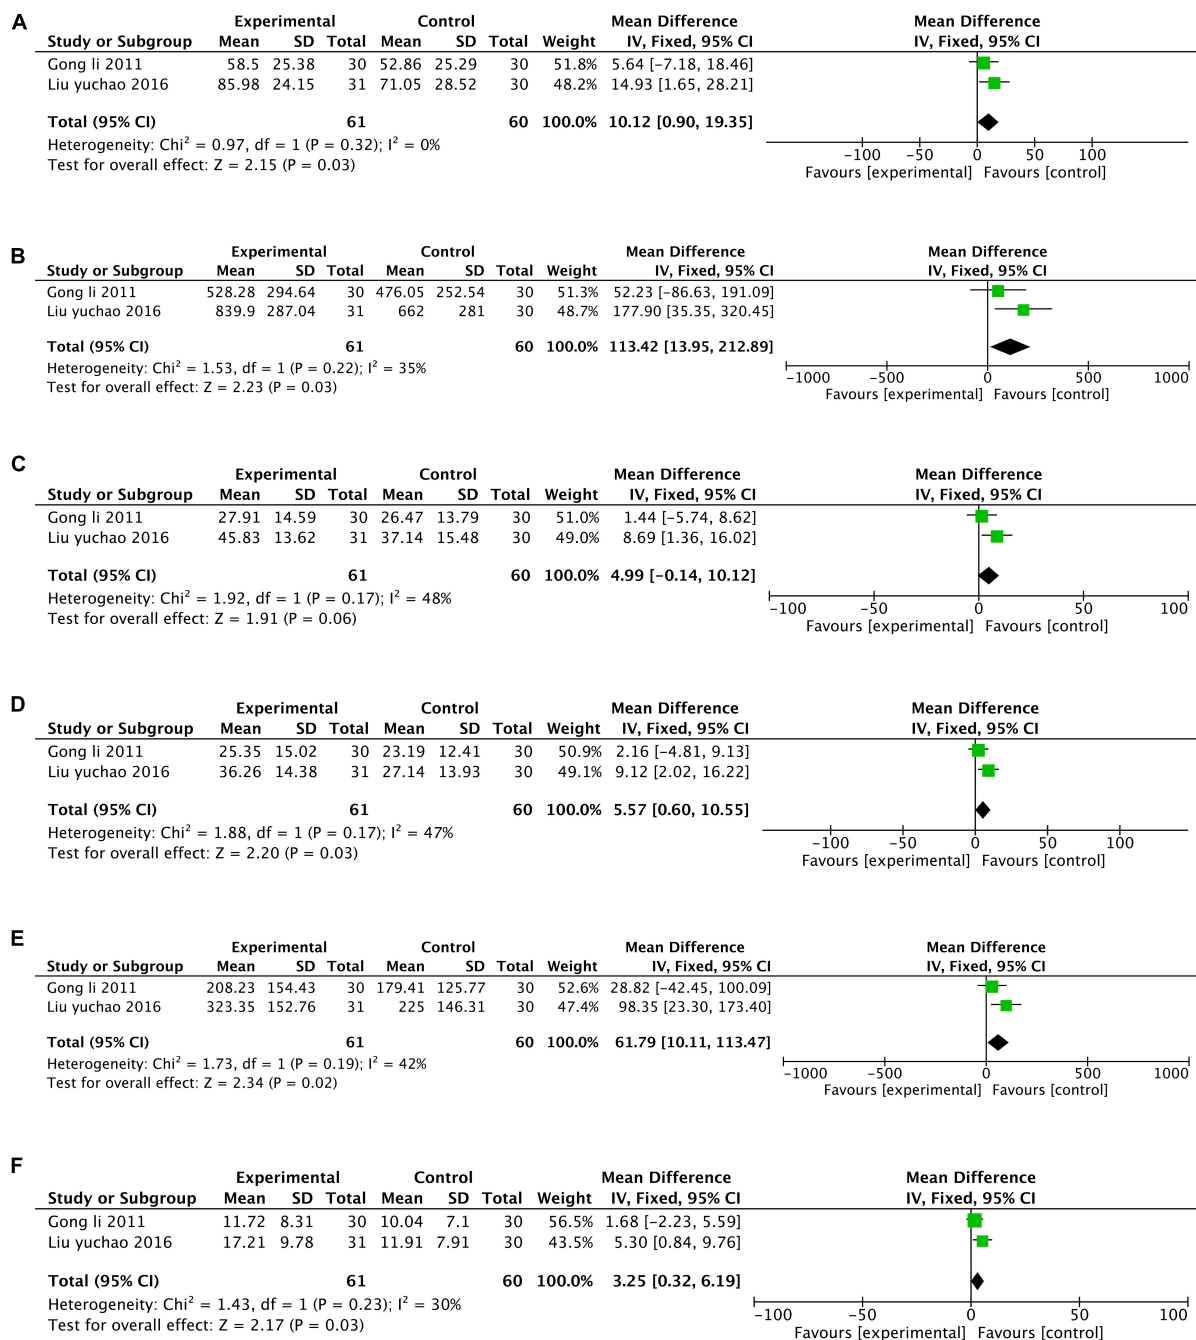 A
Experimental Control Mean Difference Mean Difference
Study or Subgroup Mean SD Total Mean SD Total Weight IV, Fixed, 95% CI IV, Fixed, 95% CI
Gong li 2011 58.5 25.38 30 52.86 25.29 30 51.8% 5.64 [−7.18, 18.46]
Liu yuchao 2016 85.98 24.15 31 71.05 28.52 30 48.2% 14.93 [1.65, 28.21]
Total (95% CI) 61 60 100.0% 10.12 [0.90, 19.35]
Heterogeneity: Chi² = 0.97, df = 1 (P = 0.32); I² = 0%
Test for overall effect: Z = 2.15 (P = 0.03)
−100 −50 0 50 100
Favours [experimental] Favours [control]
B
Experimental Control Mean Difference Mean Difference
Study or Subgroup Mean SD Total Mean SD Total Weight IV, Fixed, 95% CI IV, Fixed, 95% CI
Gong li 2011 528.28 294.64 30 476.05 252.54 30 51.3% 52.23 [−86.63, 191.09]
Liu yuchao 2016 839.9 287.04 31 662 281 30 48.7% 177.90 [35.35, 320.45]
Total (95% CI) 61 60 100.0% 113.42 [13.95, 212.89]
Heterogeneity: Chi² = 1.53, df = 1 (P = 0.22); I² = 35%
Test for overall effect: Z = 2.23 (P = 0.03)
−1000 −500 0 500 1000
Favours [experimental] Favours [control]
C
Experimental Control Mean Difference Mean Difference
Study or Subgroup Mean SD Total Mean SD Total Weight IV, Fixed, 95% CI IV, Fixed, 95% CI
Gong li 2011 27.91 14.59 30 26.47 13.79 30 51.0% 1.44 [−5.74, 8.62]
Liu yuchao 2016 45.83 13.62 31 37.14 15.48 30 49.0% 8.69 [1.36, 16.02]
Total (95% CI) 61 60 100.0% 4.99 [−0.14, 10.12]
Heterogeneity: Chi² = 1.92, df = 1 (P = 0.17); I² = 48%
Test for overall effect: Z = 1.91 (P = 0.06)
−100 −50 0 50 100
Favours [experimental] Favours [control]
D
Experimental Control Mean Difference Mean Difference
Study or Subgroup Mean SD Total Mean SD Total Weight IV, Fixed, 95% CI IV, Fixed, 95% CI
Gong li 2011 25.35 15.02 30 23.19 12.41 30 50.9% 2.16 [−4.81, 9.13]
Liu yuchao 2016 36.26 14.38 31 27.14 13.93 30 49.1% 9.12 [2.02, 16.22]
Total (95% CI) 61 60 100.0% 5.57 [0.60, 10.55]
Heterogeneity: Chi² = 1.88, df = 1 (P = 0.17); I² = 47%
Test for overall effect: Z = 2.20 (P = 0.03)
−100 −50 0 50 100
Favours [experimental] Favours [control]
E
Experimental Control Mean Difference Mean Difference
Study or Subgroup Mean SD Total Mean SD Total Weight IV, Fixed, 95% CI IV, Fixed, 95% CI
Gong li 2011 208.23 154.43 30 179.41 125.77 30 52.6% 28.82 [−42.45, 100.09]
Liu yuchao 2016 323.35 152.76 31 225 146.31 30 47.4% 98.35 [23.30, 173.40]
Total (95% CI) 61 60 100.0% 61.79 [10.11, 113.47]
Heterogeneity: Chi² = 1.73, df = 1 (P = 0.19); I² = 42%
Test for overall effect: Z = 2.34 (P = 0.02)
−1000 −500 0 500 1000
Favours [experimental] Favours [control]
F
Experimental Control Mean Difference Mean Difference
Study or Subgroup Mean SD Total Mean SD Total Weight IV, Fixed, 95% CI IV, Fixed, 95% CI
Gong li 2011 11.72 8.31 30 10.04 7.1 30 56.5% 1.68 [−2.23, 5.59]
Liu yuchao 2016 17.21 9.78 31 11.91 7.91 30 43.5% 5.30 [0.84, 9.76]
Total (95% CI) 61 60 100.0% 3.25 [0.32, 6.19]
Heterogeneity: Chi² = 1.43, df = 1 (P = 0.23); I² = 30%
Test for overall effect: Z = 2.17 (P = 0.03)
−100 −50 0 50 100
Favours [experimental] Favours [control]